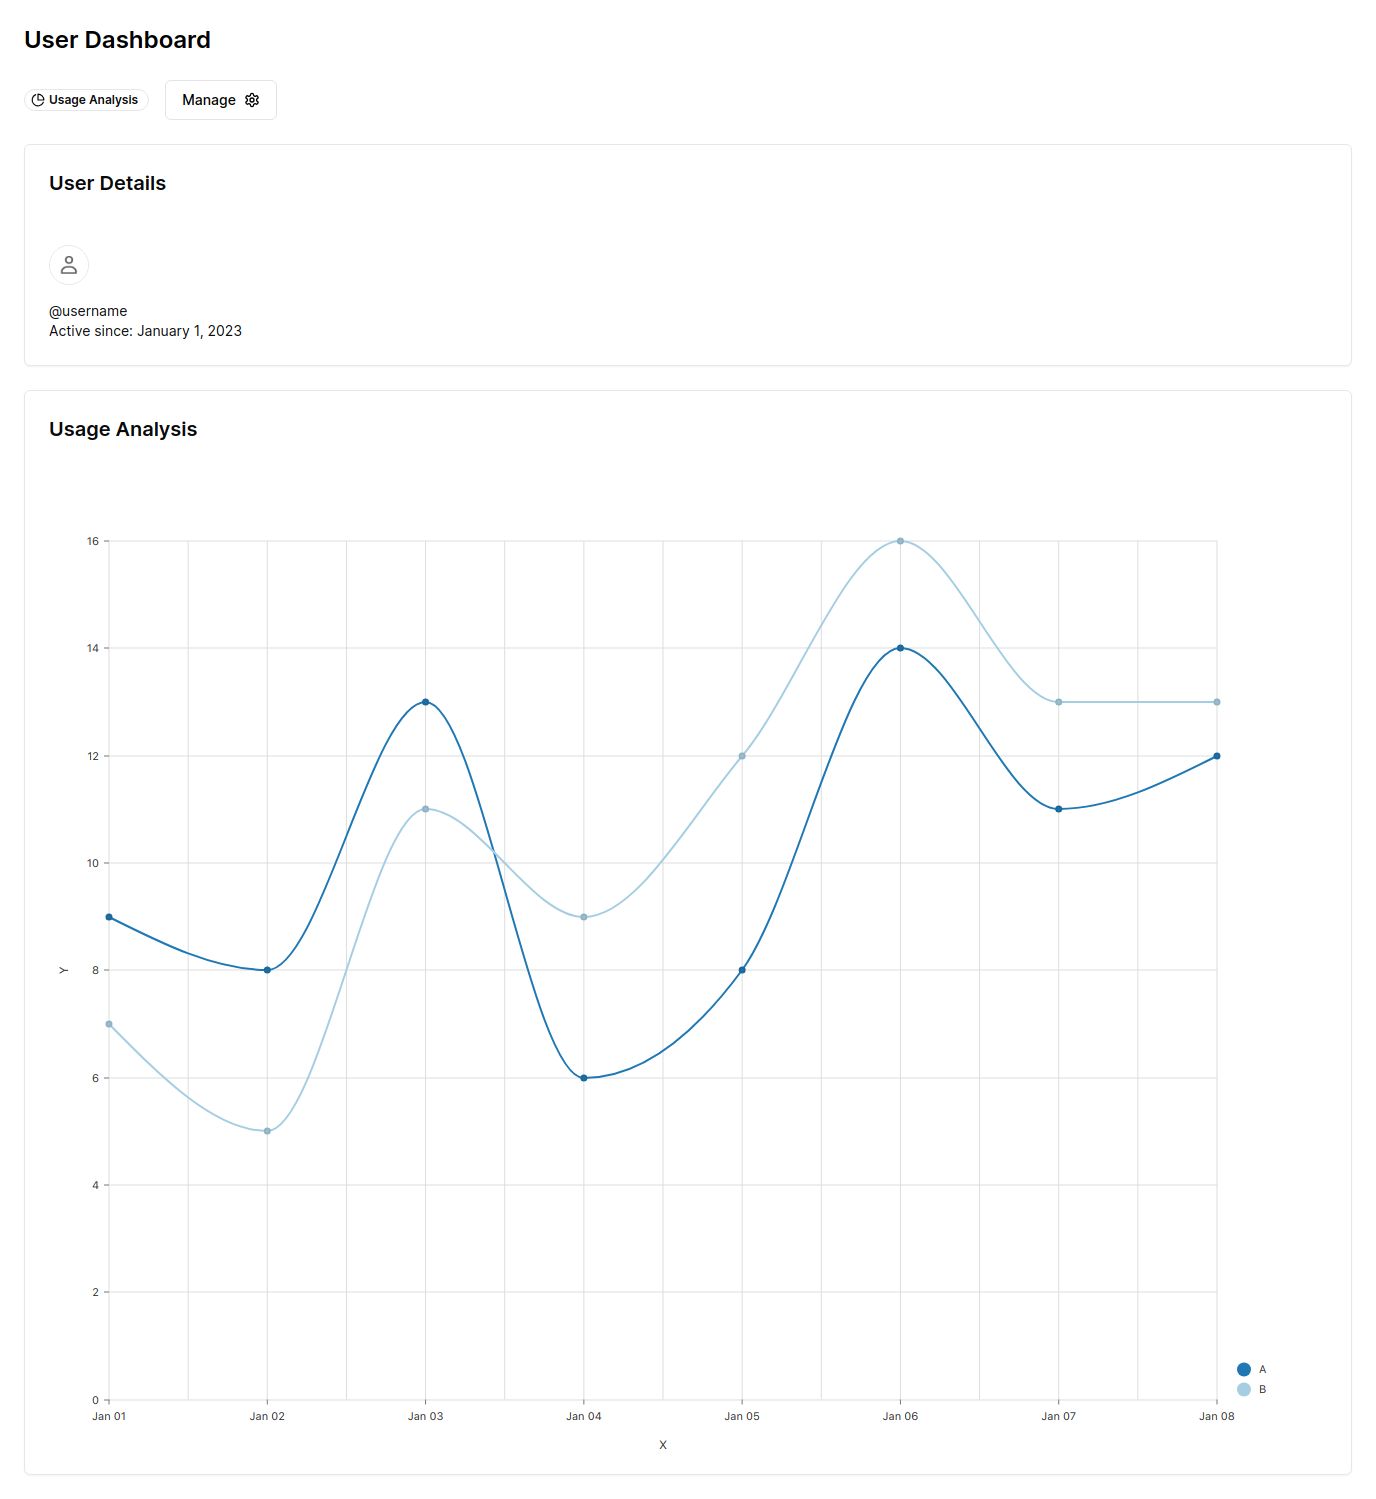 User Dashboard
Usage Analysis
Manage
User Details
@username
Active since: January 1, 2023
Usage Analysis
16
14
12
10
8
6
4
2
0
Y
Jan 01
Jan 02
Jan 03
Jan 04
Jan 05
Jan 06
Jan 07
Jan 08
X
A
B